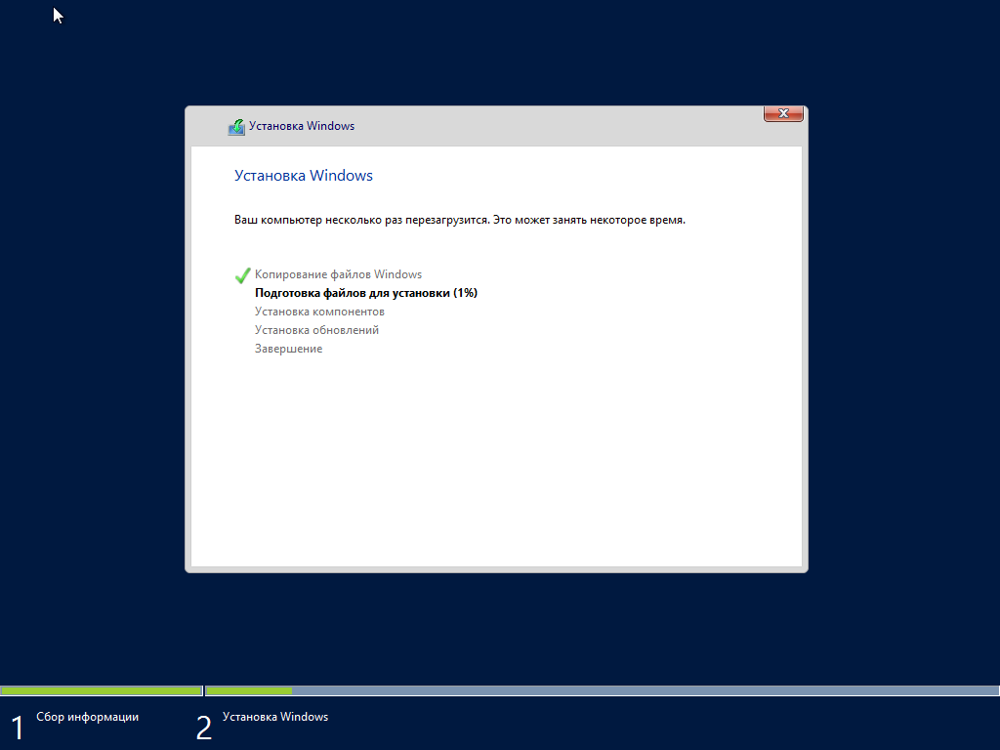 Установка Windows
Установка Windows
Ваш компьютер несколько раз перезагрузится. Это может занять некоторое время.
Копирование файлов Windows
Подготовка файлов для установки (1%)
Установка компонентов
Установка обновлений
Завершение
1 Сбор информации
2 Установка Windows